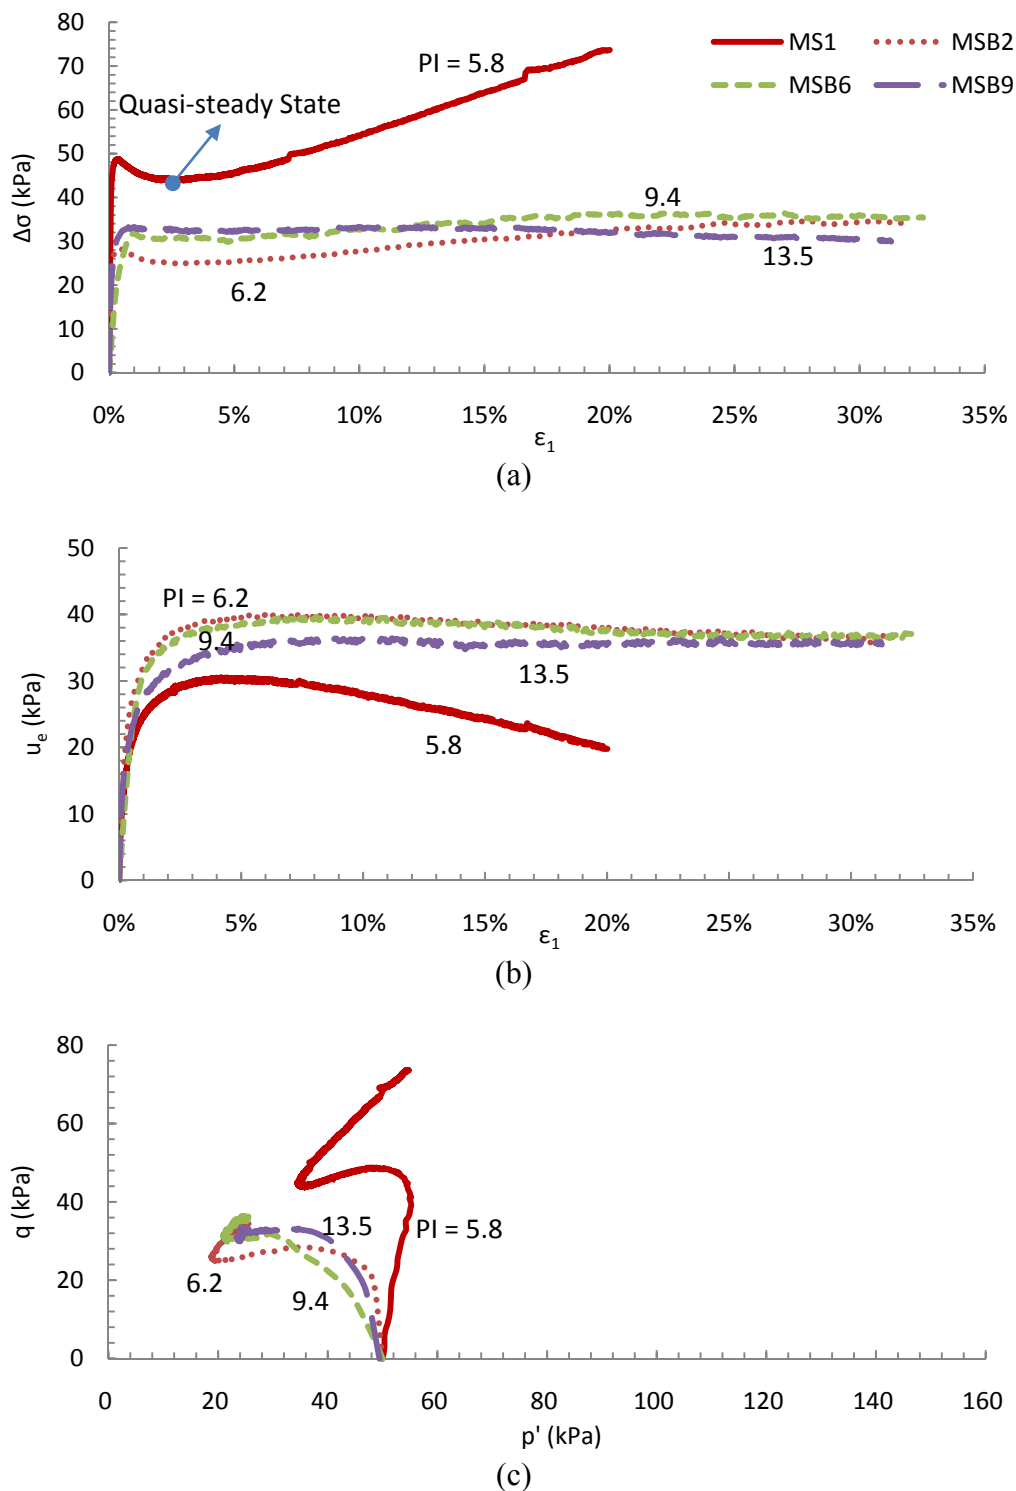 80
70
60
50
40
30
20
10
0
Δσ (kPa)
MS1
MSB2
MSB6
MSB9
PI = 5.8
Quasi-steady State
9.4
13.5
6.2
0% 5% 10% 15% 20% 25% 30% 35%
ε1
(a)
50
40
30
20
10
0
ue (kPa)
PI = 6.2
9.4
13.5
5.8
0% 5% 10% 15% 20% 25% 30% 35%
ε1
(b)
80
60
40
20
0
q (kPa)
13.5
PI = 5.8
6.2
9.4
0 20 40 60 80 100 120 140 160
p' (kPa)
(c)